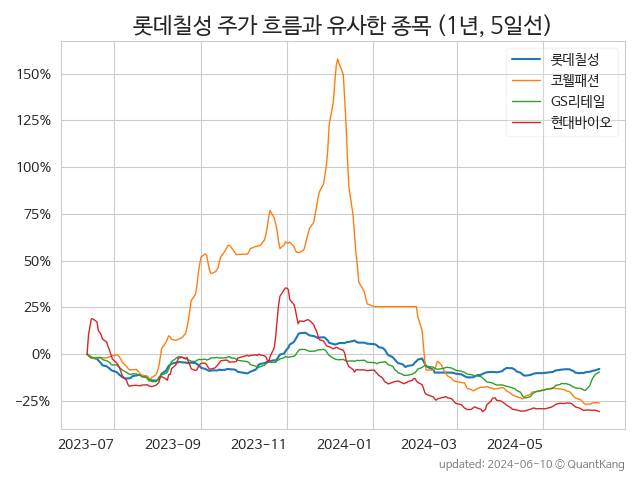 롯데칠성 주가 흐름과 유사한 종목 (1년, 5일선)
롯데칠성
코웰패션
GS리테일
현대바이오
150%
125%
100%
75%
50%
25%
0%
−25%
2023-07 2023-09 2023-11 2024-01 2024-03 2024-05
updated: 2024-06-10 © QuantKang